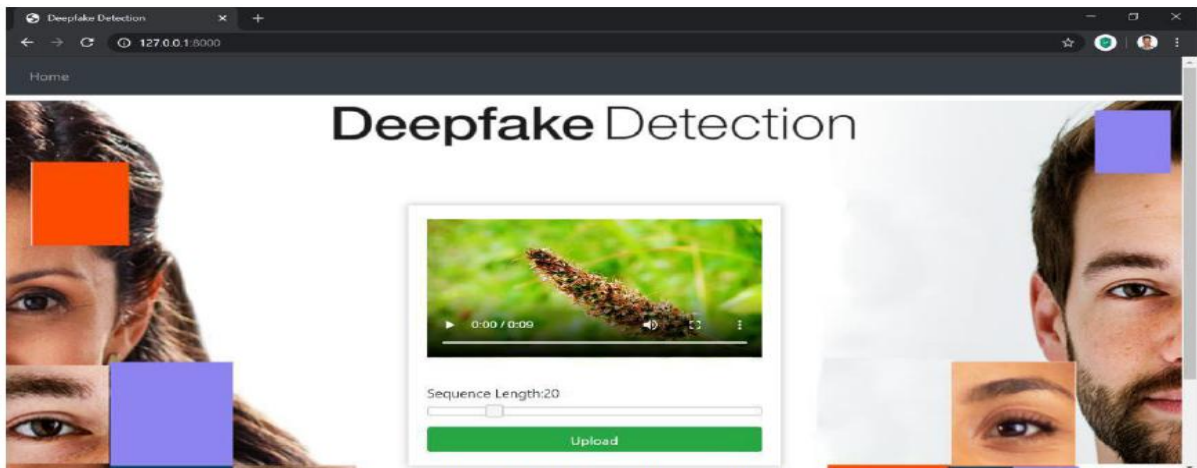 Deepfake Detection
127.0.0.1:8000
Home
Deepfake Detection
0:00 / 0:09
Sequence Length:20
Upload